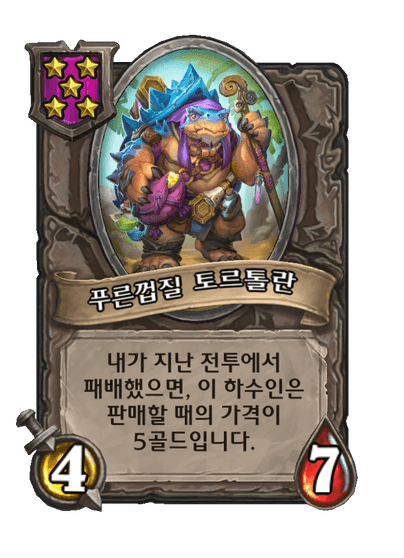 푸른껍질 토르톨란
내가 지난 전투에서
패배했으면, 이 하수인은
판매할 때의 가격이
5골드입니다.
4
7